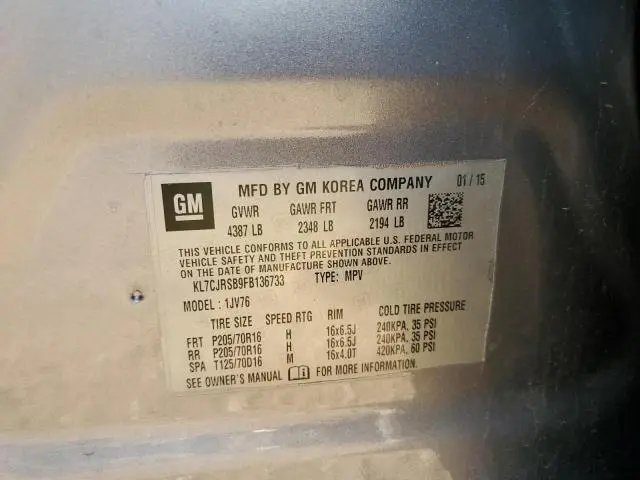 GM
MFD BY GM KOREA COMPANY 01/15
GVWR GAWR FRT GAWR RR
4387 LB 2348 LB 2194 LB
THIS VEHICLE CONFORMS TO ALL APPLICABLE U.S. FEDERAL MOTOR
VEHICLE SAFETY AND THEFT PREVENTION STANDARDS IN EFFECT
ON THE DATE OF MANUFACTURE SHOWN ABOVE.
KL7CJRSB9FB136733 TYPE: MPV
MODEL: 1JV76
TIRE SIZE SPEED RTG RIM COLD TIRE PRESSURE
FRT P205/70R16 H 16x6.5J 240KPA, 35 PSI
RR P205/70R16 H 16x6.5J 240KPA, 35 PSI
SPA T125/70D16 M 16x4.0T 420KPA, 60 PSI
SEE OWNER'S MANUAL FOR MORE INFORMATION.